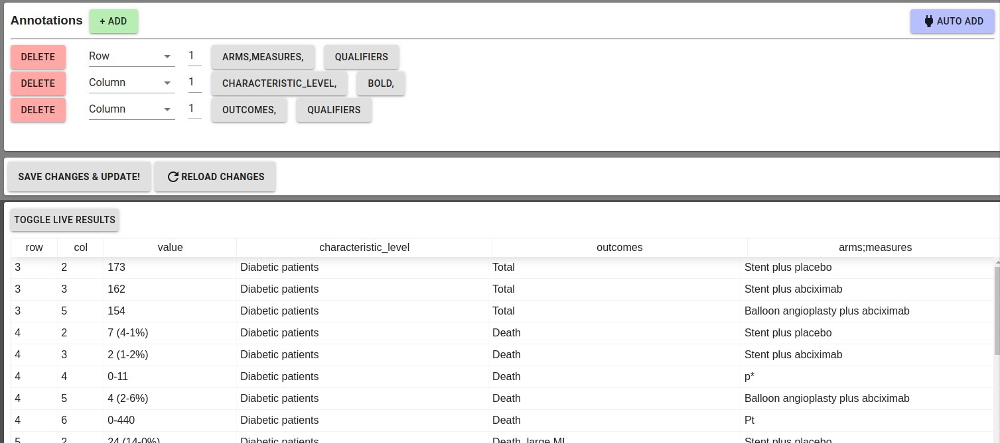 Annotations + ADD AUTO ADD
DELETE Row 1 ARMS,MEASURES, QUALIFIERS
DELETE Column 1 CHARACTERISTIC_LEVEL, BOLD,
DELETE Column 1 OUTCOMES, QUALIFIERS
SAVE CHANGES & UPDATE! RELOAD CHANGES
TOGGLE LIVE RESULTS
row col value characteristic_level outcomes arms;measures
3 2 173 Diabetic patients Total Stent plus placebo
3 3 162 Diabetic patients Total Stent plus abciximab
3 5 154 Diabetic patients Total Balloon angioplasty plus abciximab
4 2 7 (4-1%) Diabetic patients Death Stent plus placebo
4 3 2 (1-2%) Diabetic patients Death Stent plus abciximab
4 4 0-11 Diabetic patients Death p*
4 5 4 (2-6%) Diabetic patients Death Balloon angioplasty plus abciximab
4 6 0-440 Diabetic patients Death Pt
5 2 24 (14-0%) Diabetic patients Death, large MI Stent plus placebo